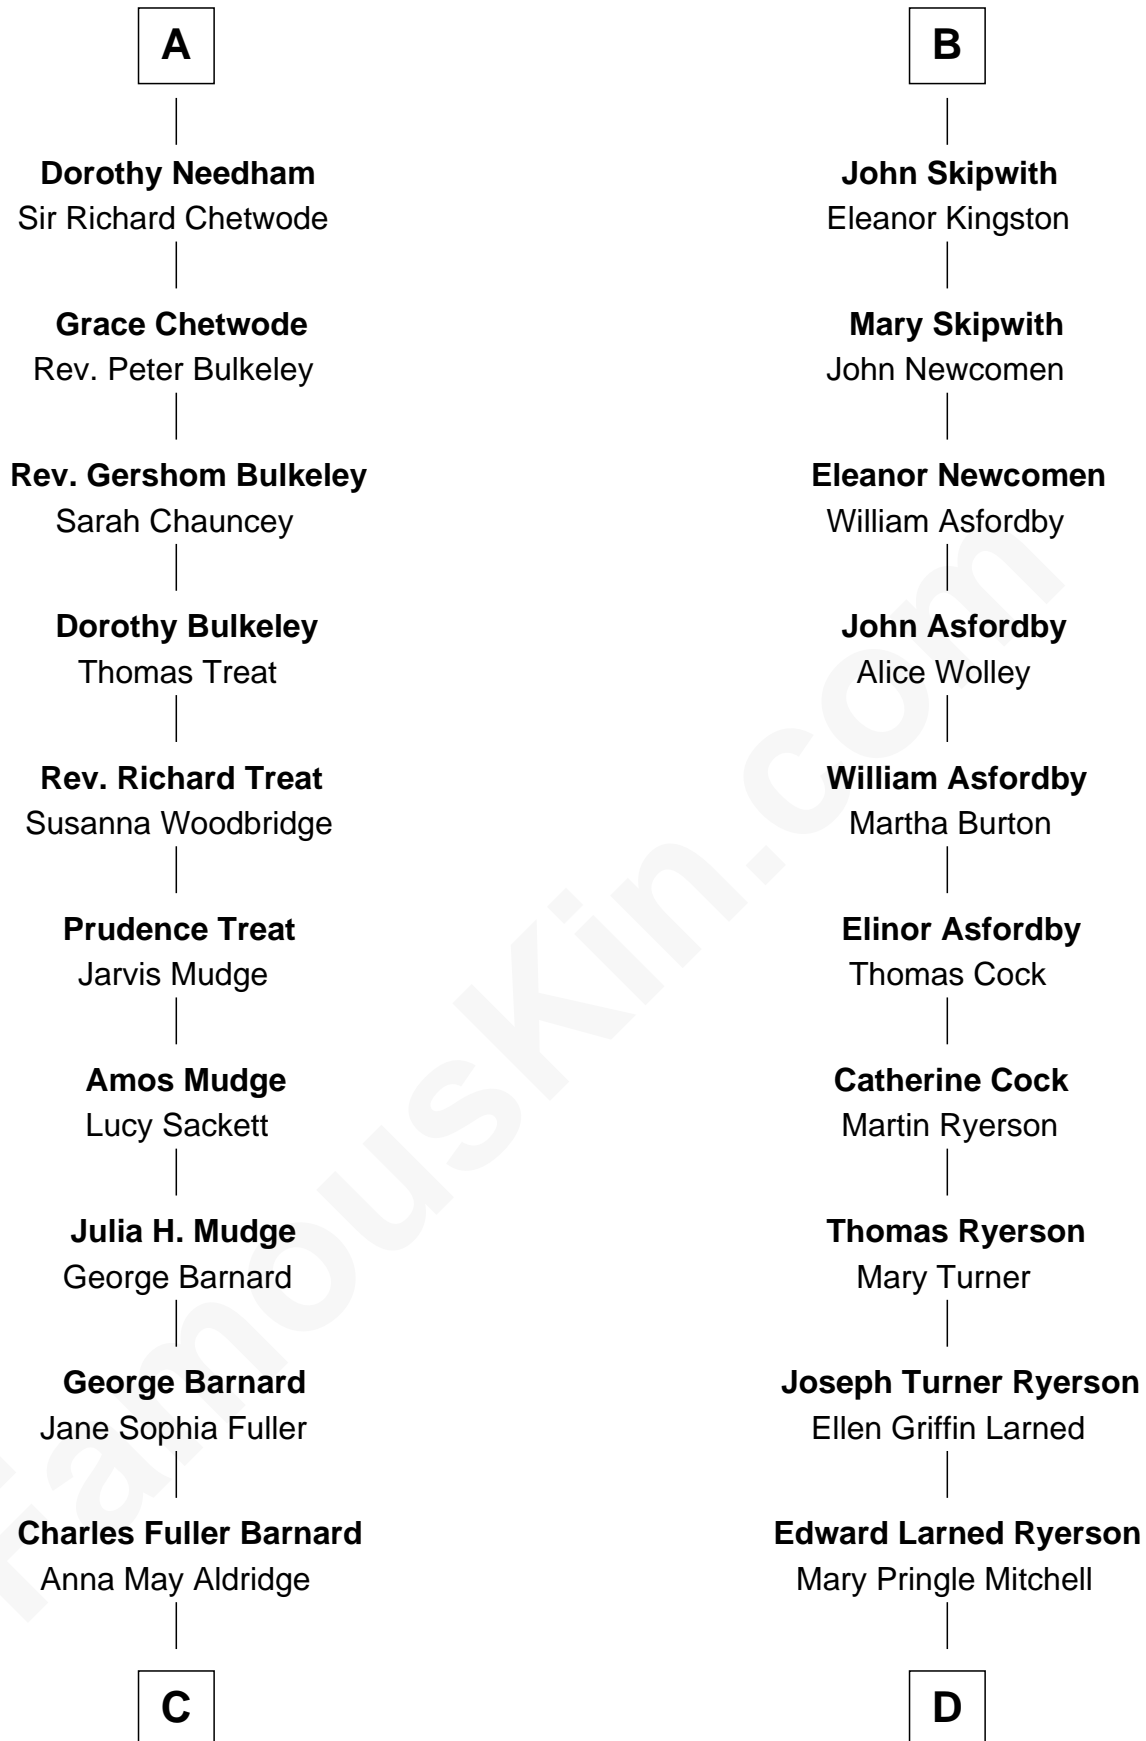 A
Dorothy Needham
Sir Richard Chetwode
Grace Chetwode
Rev. Peter Bulkeley
Rev. Gershom Bulkeley
Sarah Chauncey
Dorothy Bulkeley
Thomas Treat
Rev. Richard Treat
Susanna Woodbridge
Prudence Treat
Jarvis Mudge
Amos Mudge
Lucy Sackett
Julia H. Mudge
George Barnard
George Barnard
Jane Sophia Fuller
Charles Fuller Barnard
Anna May Aldridge
C
B
John Skipwith
Eleanor Kingston
Mary Skipwith
John Newcomen
Eleanor Newcomen
William Asfordby
John Asfordby
Alice Wolley
William Asfordby
Martha Burton
Elinor Asfordby
Thomas Cock
Catherine Cock
Martin Ryerson
Thomas Ryerson
Mary Turner
Joseph Turner Ryerson
Ellen Griffin Larned
Edward Larned Ryerson
Mary Pringle Mitchell
D
FamousKin.com